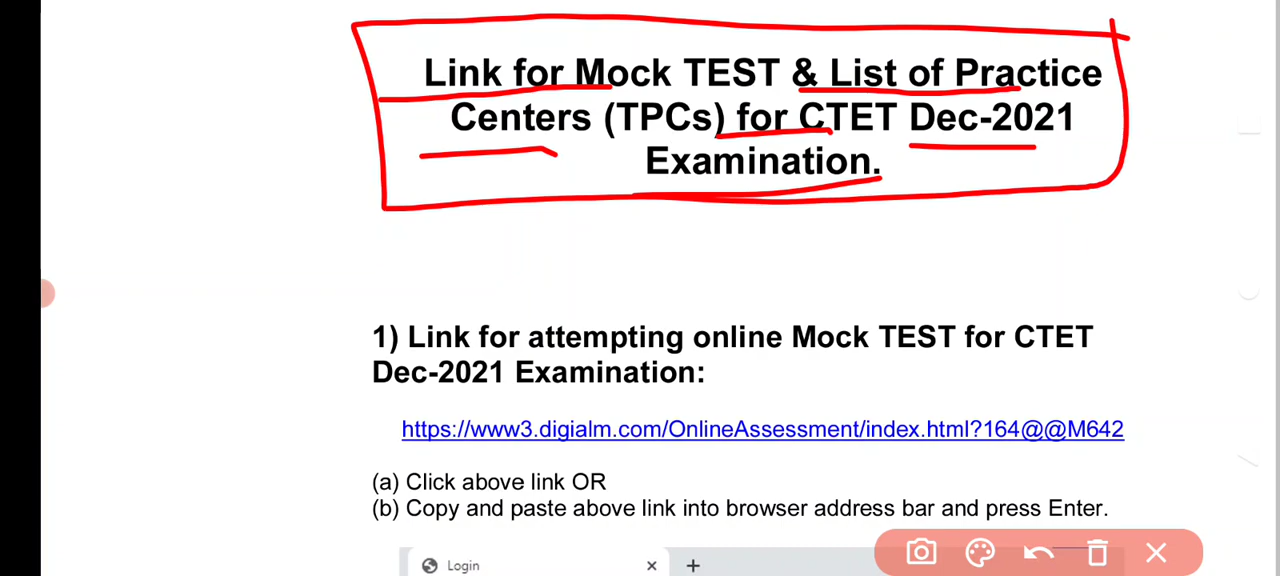 Link for Mock TEST & List of Practice
Centers (TPCs) for CTET Dec-2021
Examination.
1) Link for attempting online Mock TEST for CTET
Dec-2021 Examination:
https://www3.digialm.com/OnlineAssessment/index.html?164@@M642
(a) Click above link OR
(b) Copy and paste above link into browser address bar and press Enter.
Login